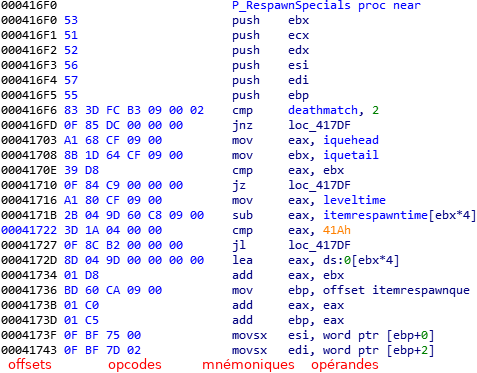 000416F0 P_RespawnSpecials proc near
000416F0 53 push ebx
000416F1 51 push ecx
000416F2 52 push edx
000416F3 56 push esi
000416F4 57 push edi
000416F5 55 push ebp
000416F6 83 3D FC B3 09 00 02 cmp deathmatch, 2
000416FD 0F 85 DC 00 00 00 jnz loc_417DF
00041703 A1 68 CF 09 00 mov eax, iquehead
00041708 8B 1D 64 CF 09 00 mov ebx, iquetail
0004170E 39 D8 cmp eax, ebx
00041710 0F 84 C9 00 00 00 jz loc_417DF
00041716 A1 80 CF 09 00 mov eax, leveltime
0004171B 2B 04 9D 60 C8 09 00 sub eax, itemrespawntime[ebx*4]
00041722 3D 1A 04 00 00 cmp eax, 41Ah
00041727 0F 8C B2 00 00 00 jl loc_417DF
0004172D 8D 04 9D 00 00 00 00 lea eax, ds:0[ebx*4]
00041734 01 D8 add eax, ebx
00041736 BD 60 CA 09 00 mov ebp, offset itemrespawnque
0004173B 01 C0 add eax, eax
0004173D 01 C5 add ebp, eax
0004173F 0F BF 75 00 movsx esi, word ptr [ebp+0]
00041743 0F BF 7D 02 movsx edi, word ptr [ebp+2]
offsets opcodes mnémoniques opérandes